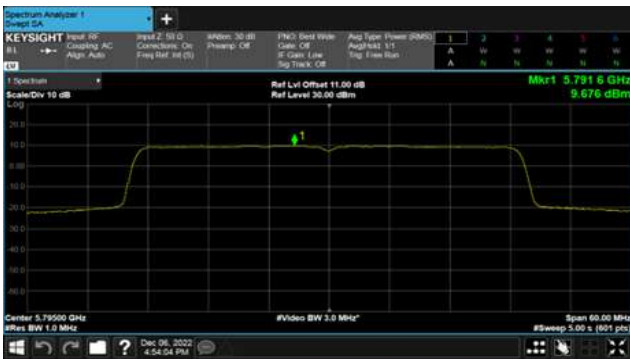 Spectrum Analyzer 1
Swept SA
KEYSIGHT
Input: RF
Coupling: AC
Align: Auto
Input Z: 50 Ω
Corrections: On
Freq Ref: Int (S)
#Atten: 30 dB
Preamp: Off
PNO: Best Wide
Gate: Off
IF Gain: Low
Sig Track: Off
Avg Type: Power (RMS)
Avg|Hold: 1/1
Trig: Free Run
1 2 3 4 5 6
A W W W W W
A N N N N N
1 Spectrum
Scale/Div 10 dB
Log
Ref Lvl Offset 11.00 dB
Ref Level 30.00 dBm
Mkr1 5.791 6 GHz
9.676 dBm
1
20.0
10.0
0.00
-10.0
-20.0
-30.0
-40.0
-50.0
-60.0
Center 5.79500 GHz
#Res BW 1.0 MHz
#Video BW 3.0 MHz*
Span 60.00 MHz
#Sweep 5.00 s (601 pts)
?
Dec 06, 2022
4:54:04 PM